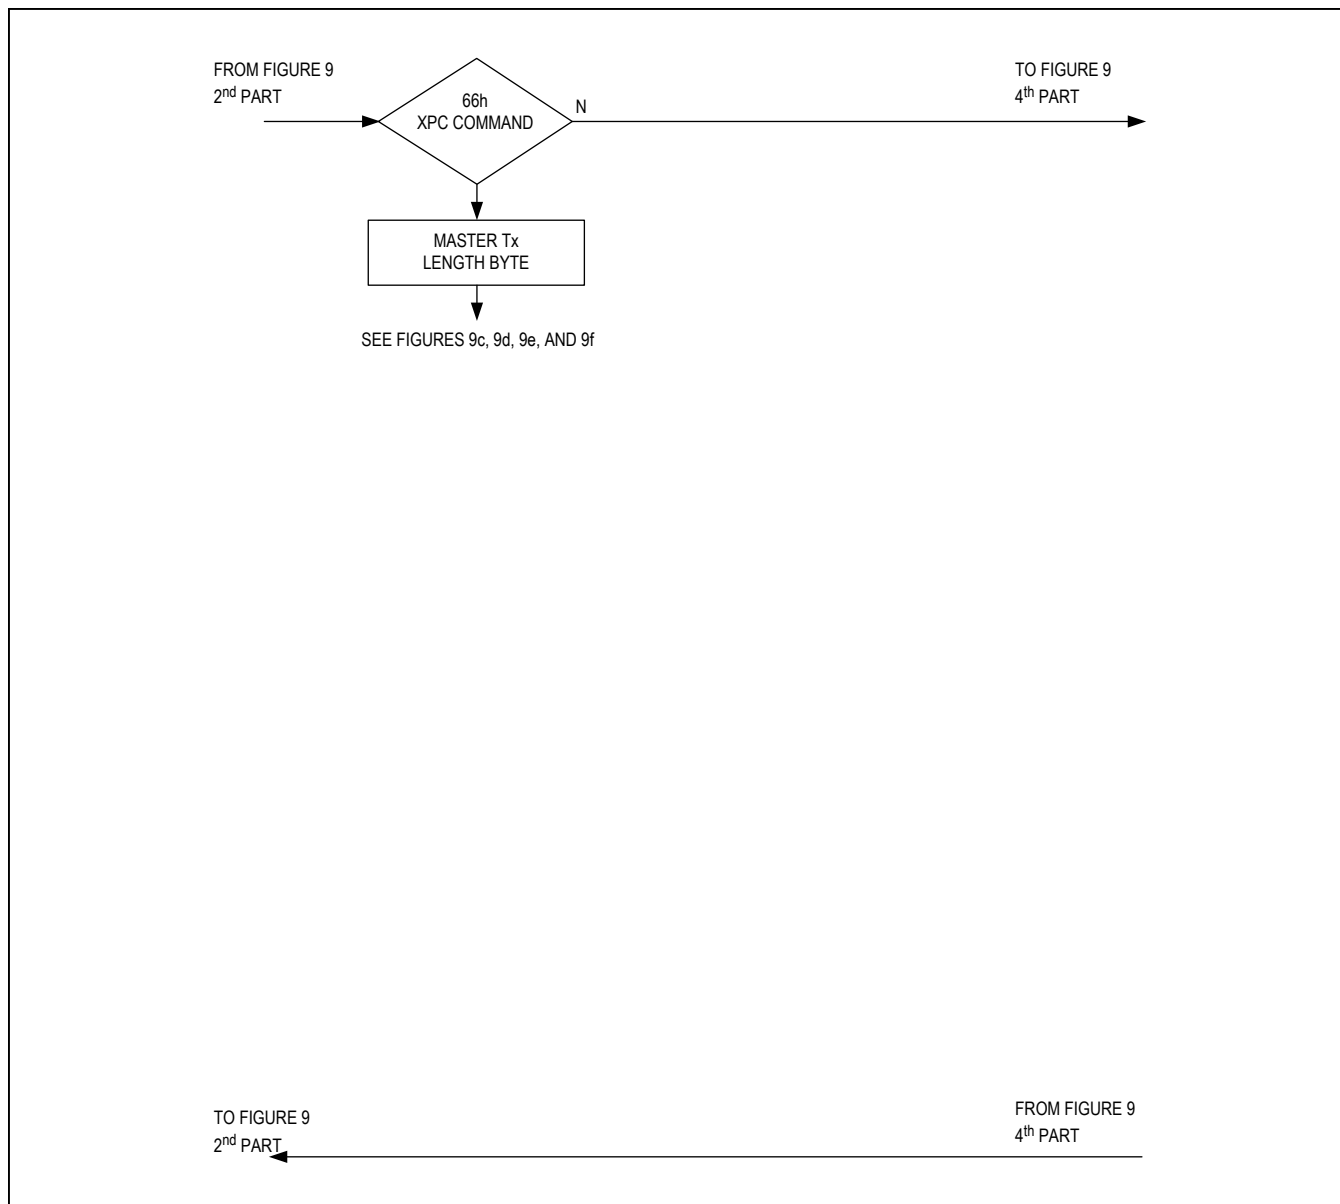 FROM FIGURE 9
2nd PART
66h
XPC COMMAND
N
TO FIGURE 9
4th PART
MASTER Tx
LENGTH BYTE
SEE FIGURES 9c, 9d, 9e, AND 9f
TO FIGURE 9
2nd PART
FROM FIGURE 9
4th PART